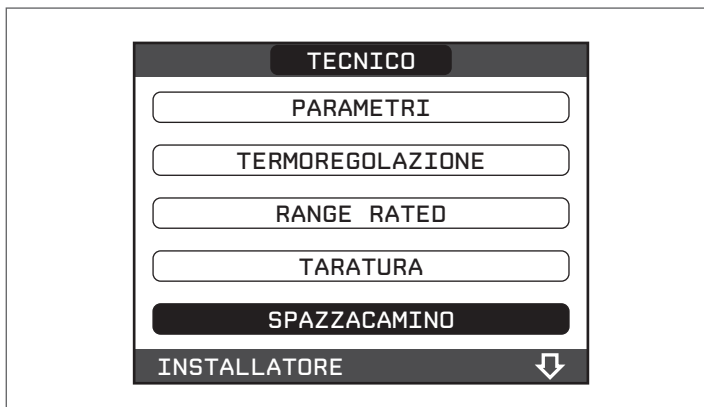 TECNICO
PARAMETRI
TERMOREGOLAZIONE
RANGE RATED
TARATURA
SPAZZACAMINO
INSTALLATORE